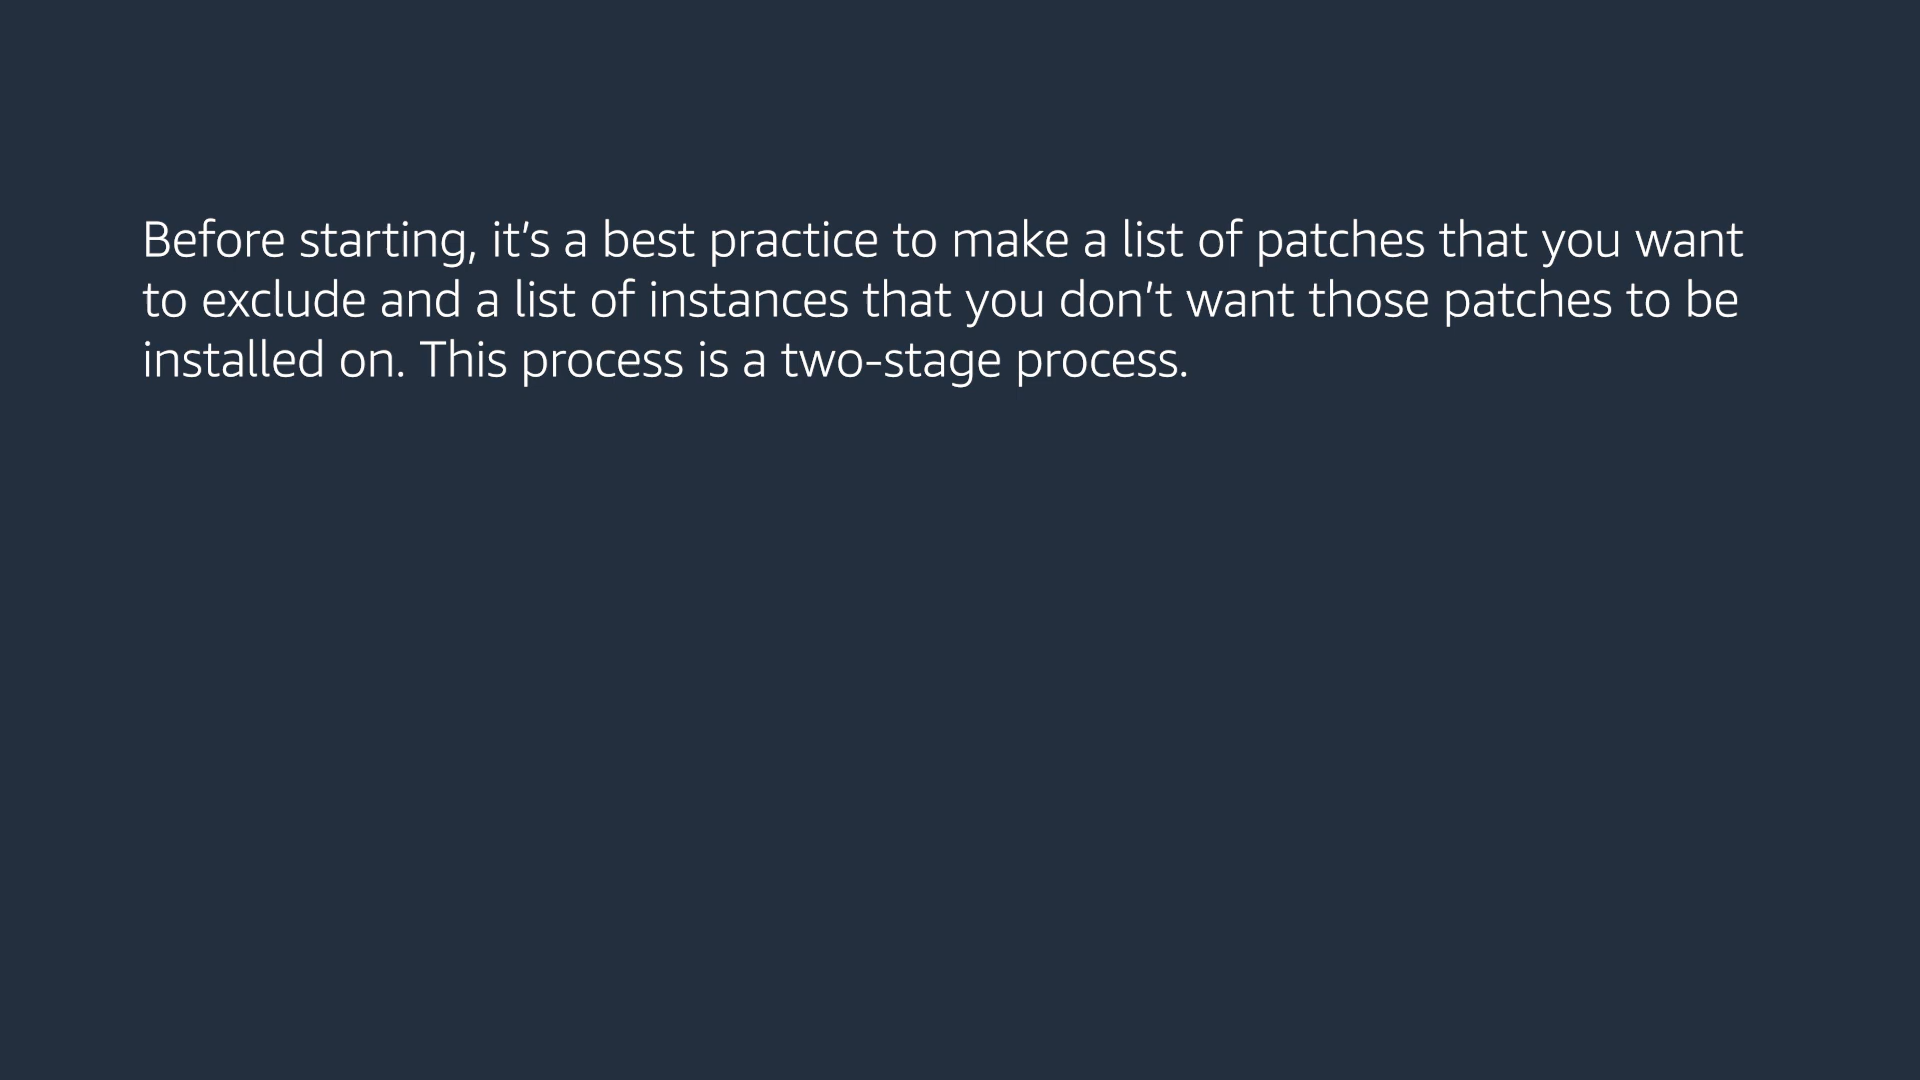 Before starting, it’s a best practice to make a list of patches that you want
to exclude and a list of instances that you don’t want those patches to be
installed on. This process is a two-stage process.